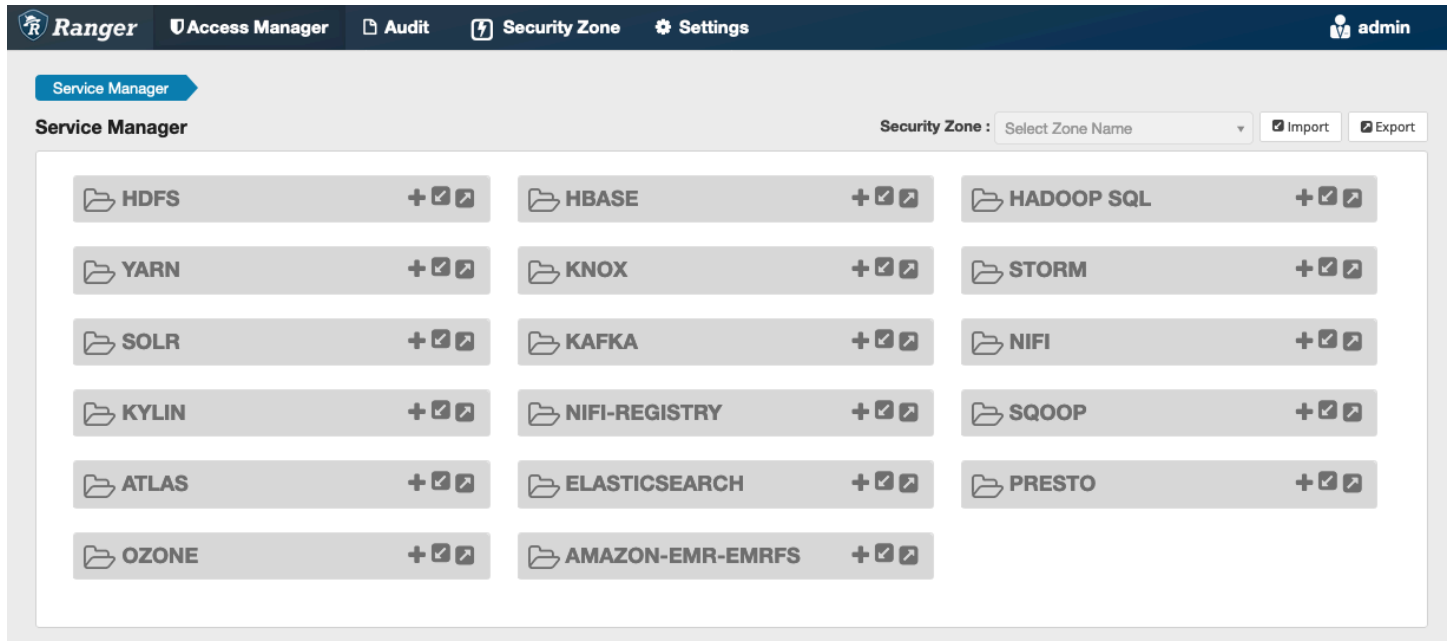 Ranger Access Manager Audit Security Zone Settings admin
Service Manager
Service Manager Security Zone : Select Zone Name Import Export
HDFS HBASE HADOOP SQL
YARN KNOX STORM
SOLR KAFKA NIFI
KYLIN NIFI-REGISTRY SQOOP
ATLAS ELASTICSEARCH PRESTO
OZONE AMAZON-EMR-EMRFS